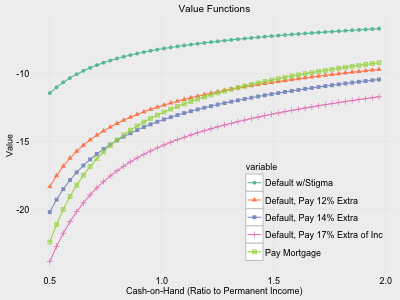 Value Functions
-10
-15
-20
Value
variable
Default w/Stigma
Default, Pay 12% Extra
Default, Pay 14% Extra
Default, Pay 17% Extra of Inc
Pay Mortgage
0.5
1.0
1.5
2.0
Cash-on-Hand (Ratio to Permanent Income)